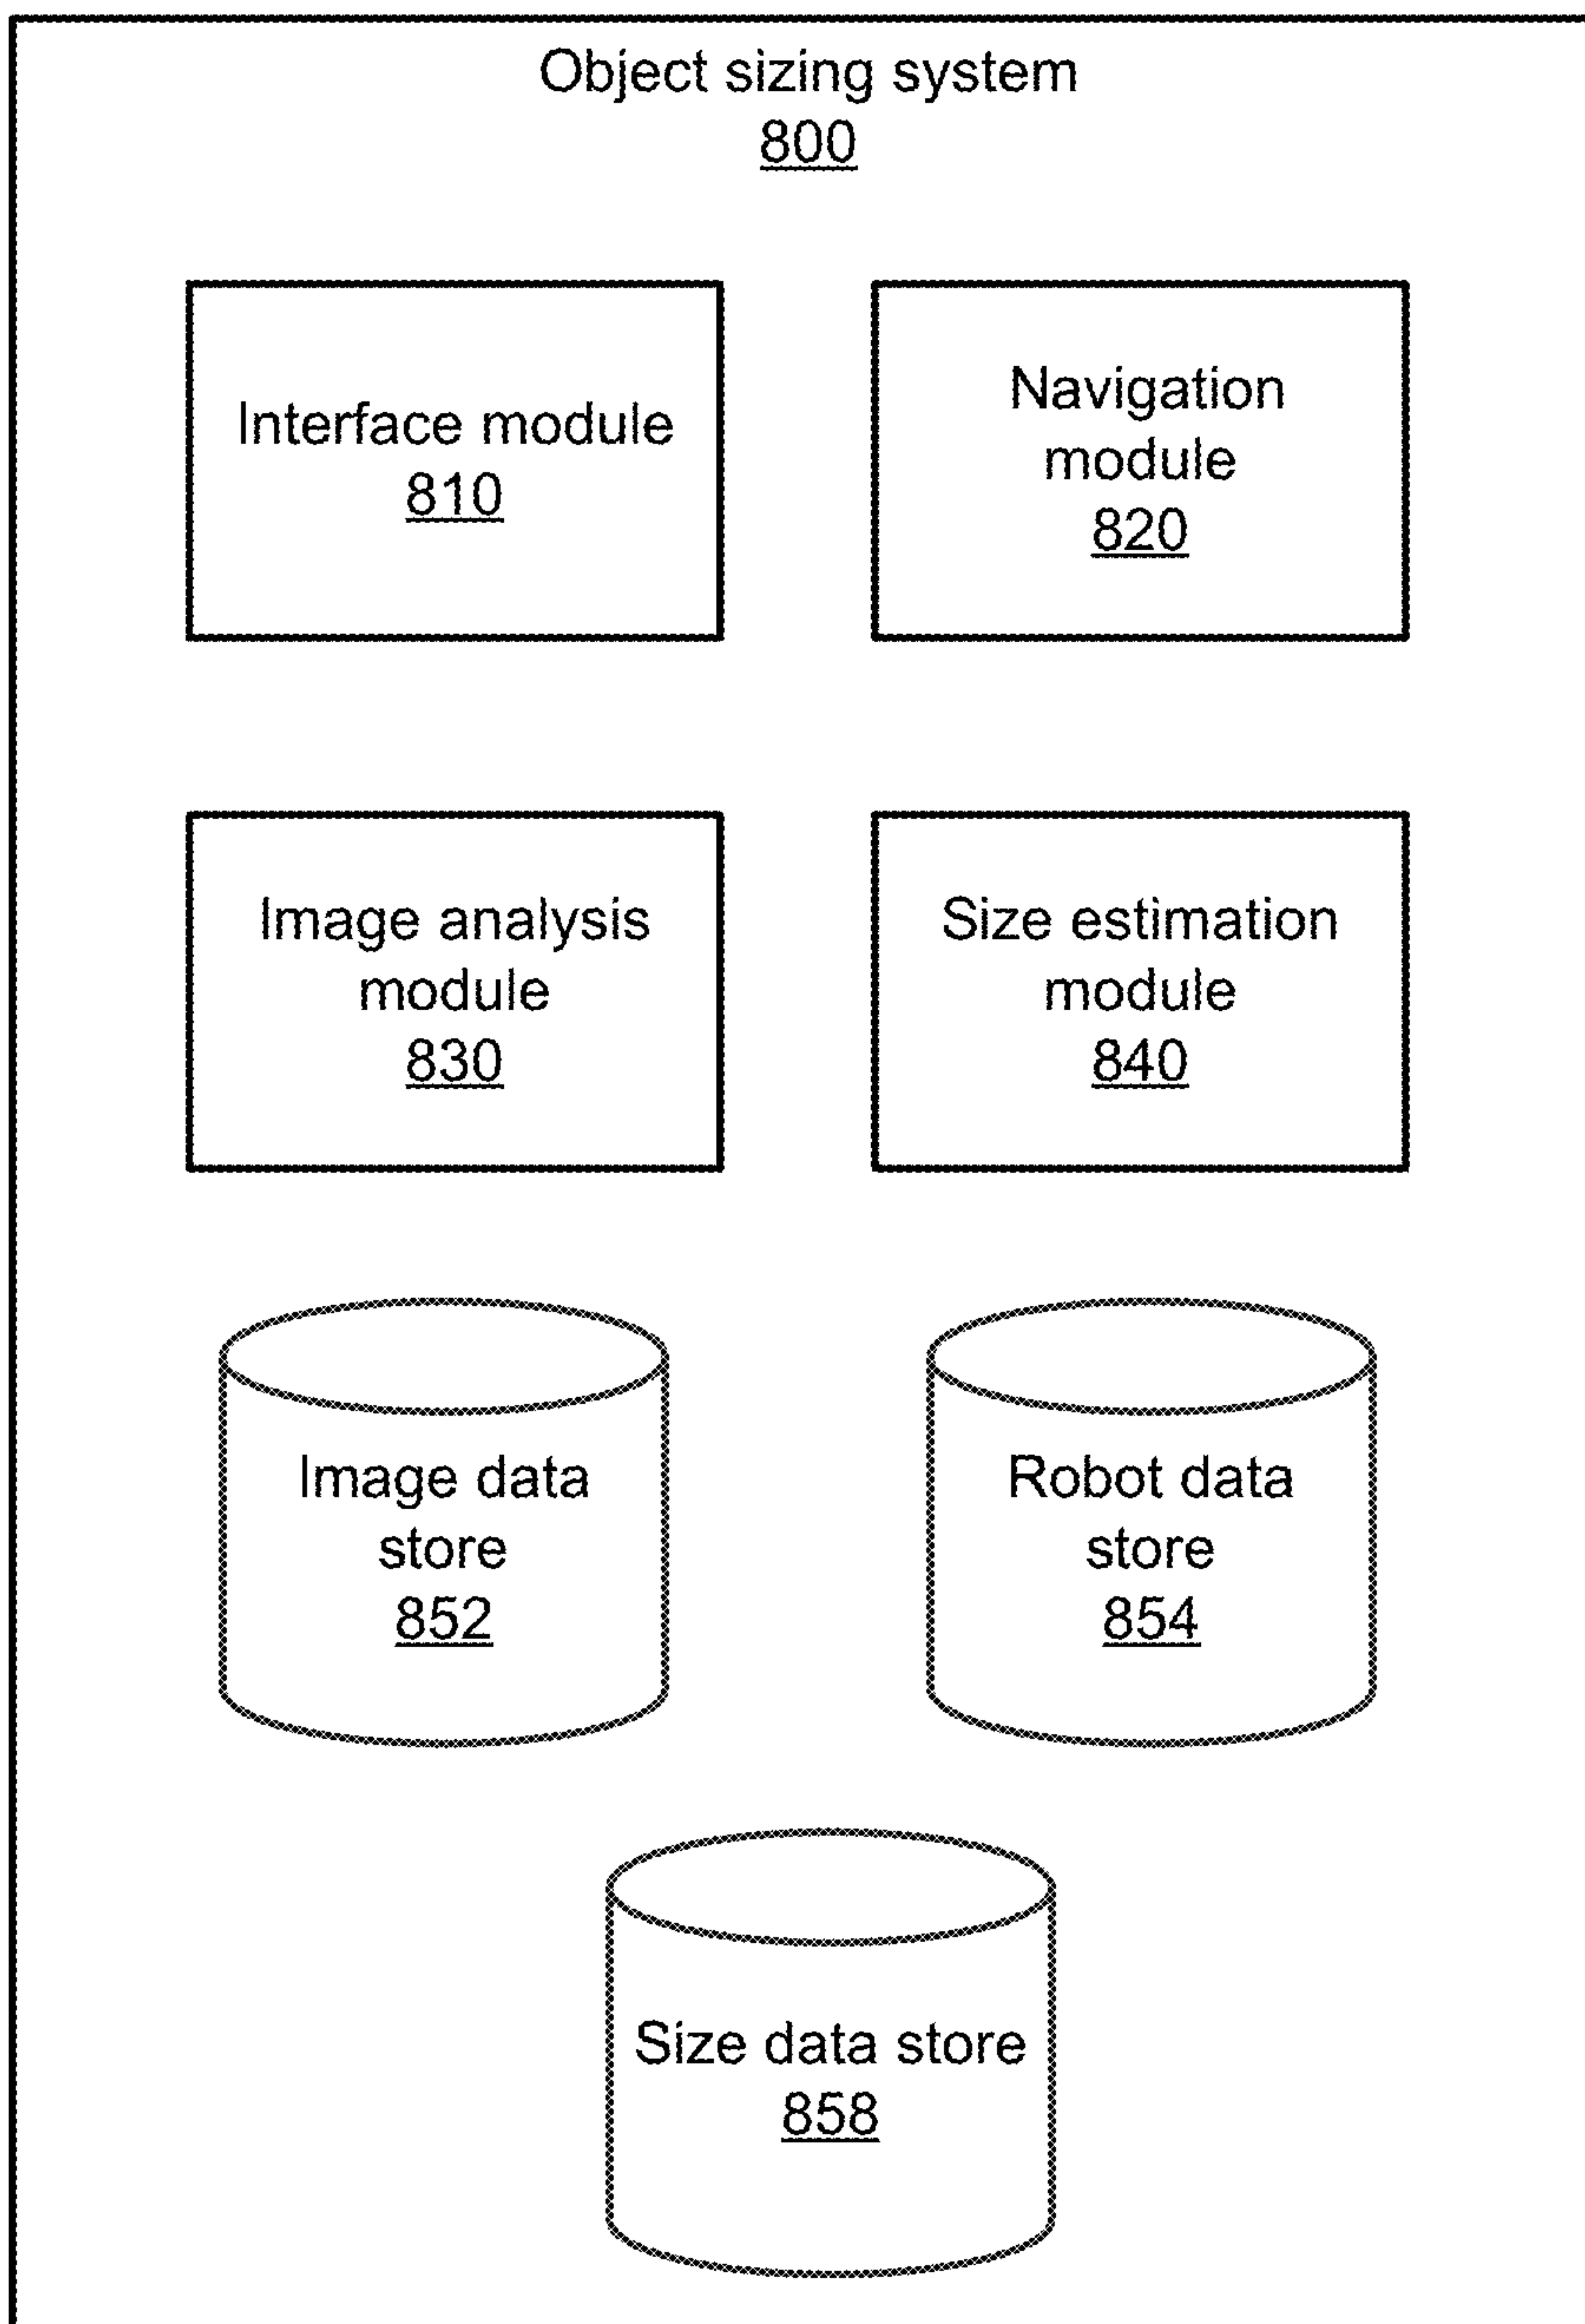 Object sizing system
800
Interface module
810
Navigation
module
820
Image analysis
module
830
Size estimation
module
840
Image data
store
852
Robot data
store
854
Size data store
858